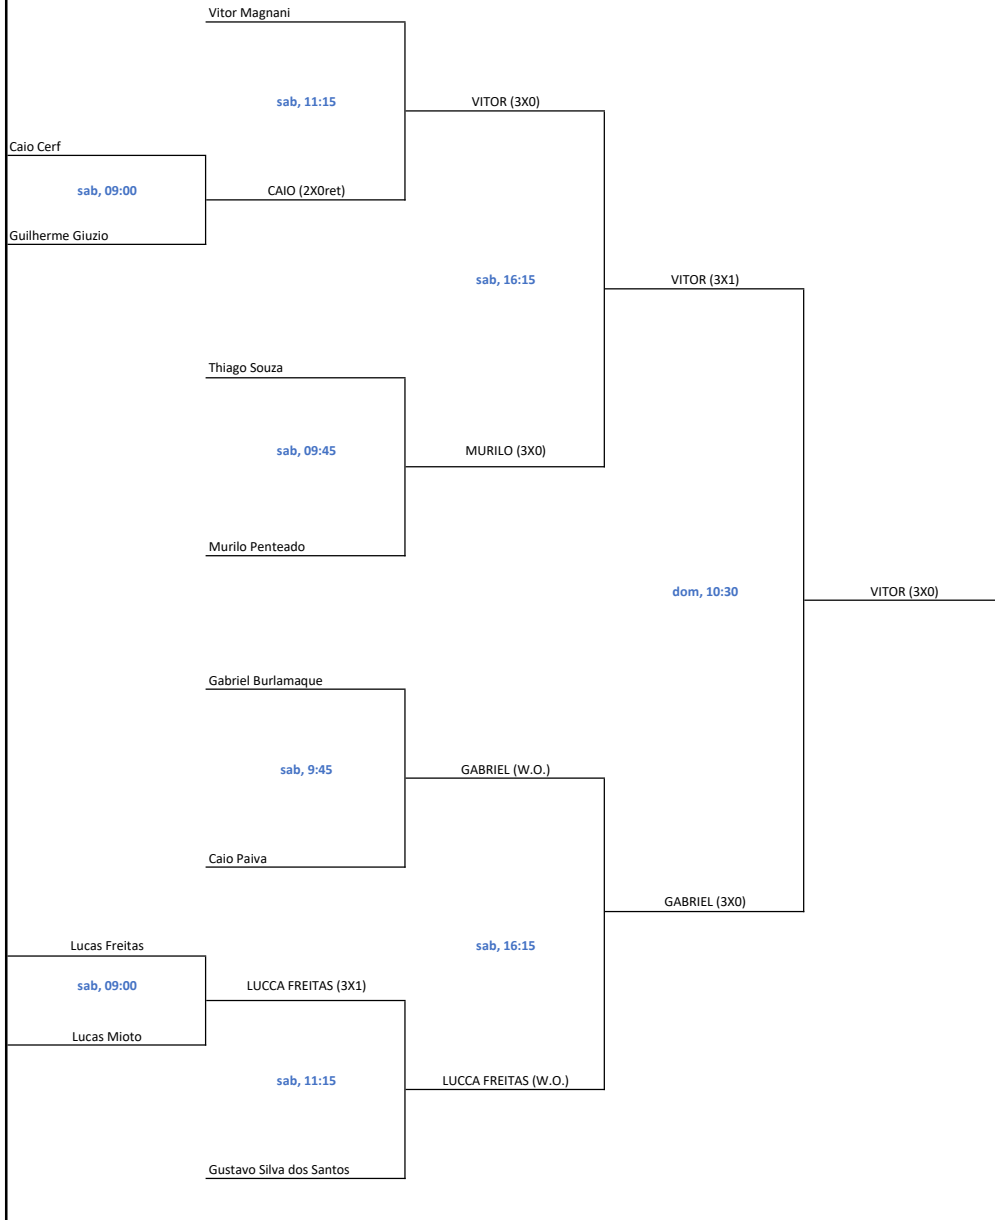 Vitor Magnani
sab, 11:15
VITOR (3X0)
Caio Cerf
sab, 09:00
CAIO (2X0ret)
Guilherme Giuzio
sab, 16:15
VITOR (3X1)
Thiago Souza
sab, 09:45
MURILO (3X0)
Murilo Penteado
dom, 10:30
VITOR (3X0)
Gabriel Burlamaque
sab, 9:45
GABRIEL (W.O.)
Caio Paiva
GABRIEL (3X0)
Lucas Freitas
sab, 16:15
sab, 09:00
LUCCA FREITAS (3X1)
Lucas Mioto
sab, 11:15
LUCCA FREITAS (W.O.)
Gustavo Silva dos Santos